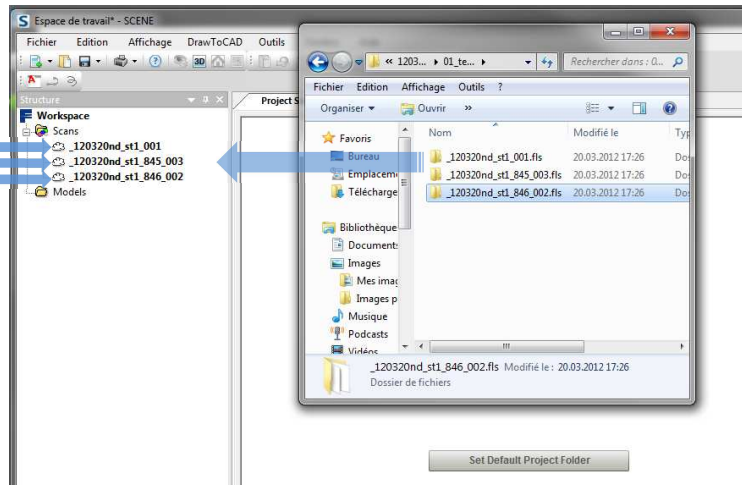 Espace de travail* - SCENE
Fichier Edition Affichage DrawToCAD Outils
3D
Structure
Project S
Workspace
Scans
_120320nd_st1_001
_120320nd_st1_845_003
_120320nd_st1_846_002
Models
« 1203... 01_te...
Rechercher dans : 0...
Fichier Edition Affichage Outils ?
Organiser Ouvrir »
Favoris
Bureau
Emplacem
Télécharge
Bibliothèque
Document
Images
Mes imag
Images p
Musique
Podcasts
Vidéos
Nom Modifié le Typ
_120320nd_st1_001.fls 20.03.2012 17:26 Dos
_120320nd_st1_845_003.fls 20.03.2012 17:26 Dos
_120320nd_st1_846_002.fls 20.03.2012 17:26 Dos
_120320nd_st1_846_002.fls Modifié le : 20.03.2012 17:26
Dossier de fichiers
Set Default Project Folder